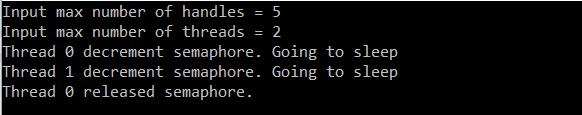 Input max number of handles = 5
Input max number of threads = 2
Thread 0 decrement semaphore. Going to sleep
Thread 1 decrement semaphore. Going to sleep
Thread 0 released semaphore.